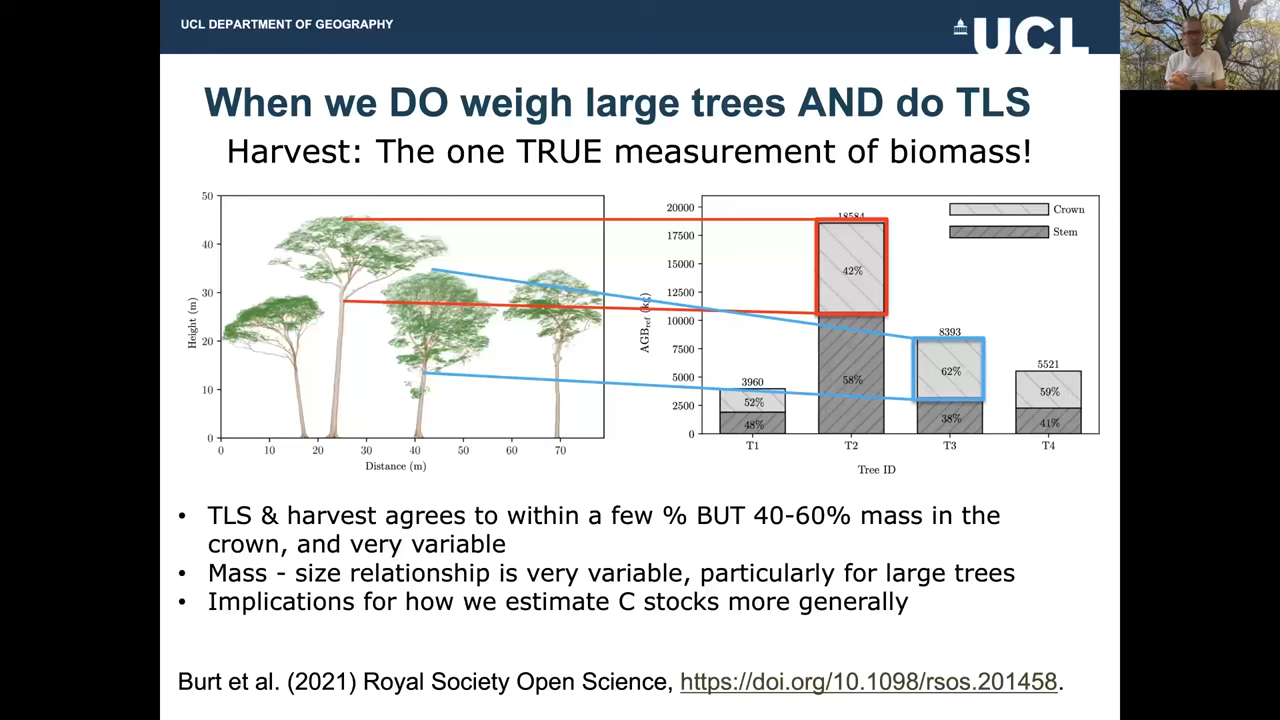 UCL DEPARTMENT OF GEOGRAPHY
UCL
When we DO weigh large trees AND do TLS
Harvest: The one TRUE measurement of biomass!
50
40
30
20
10
0
Height (m)
0 10 20 30 40 50 60 70
Distance (m)
20000
17500
15000
12500
10000
7500
5000
2500
0
AGBref (kg)
Crown
Stem
3960
52%
48%
18584
42%
58%
8393
62%
38%
5521
59%
41%
T1 T2 T3 T4
Tree ID
• TLS & harvest agrees to within a few % BUT 40-60% mass in the
crown, and very variable
• Mass - size relationship is very variable, particularly for large trees
• Implications for how we estimate C stocks more generally
Burt et al. (2021) Royal Society Open Science, https://doi.org/10.1098/rsos.201458.